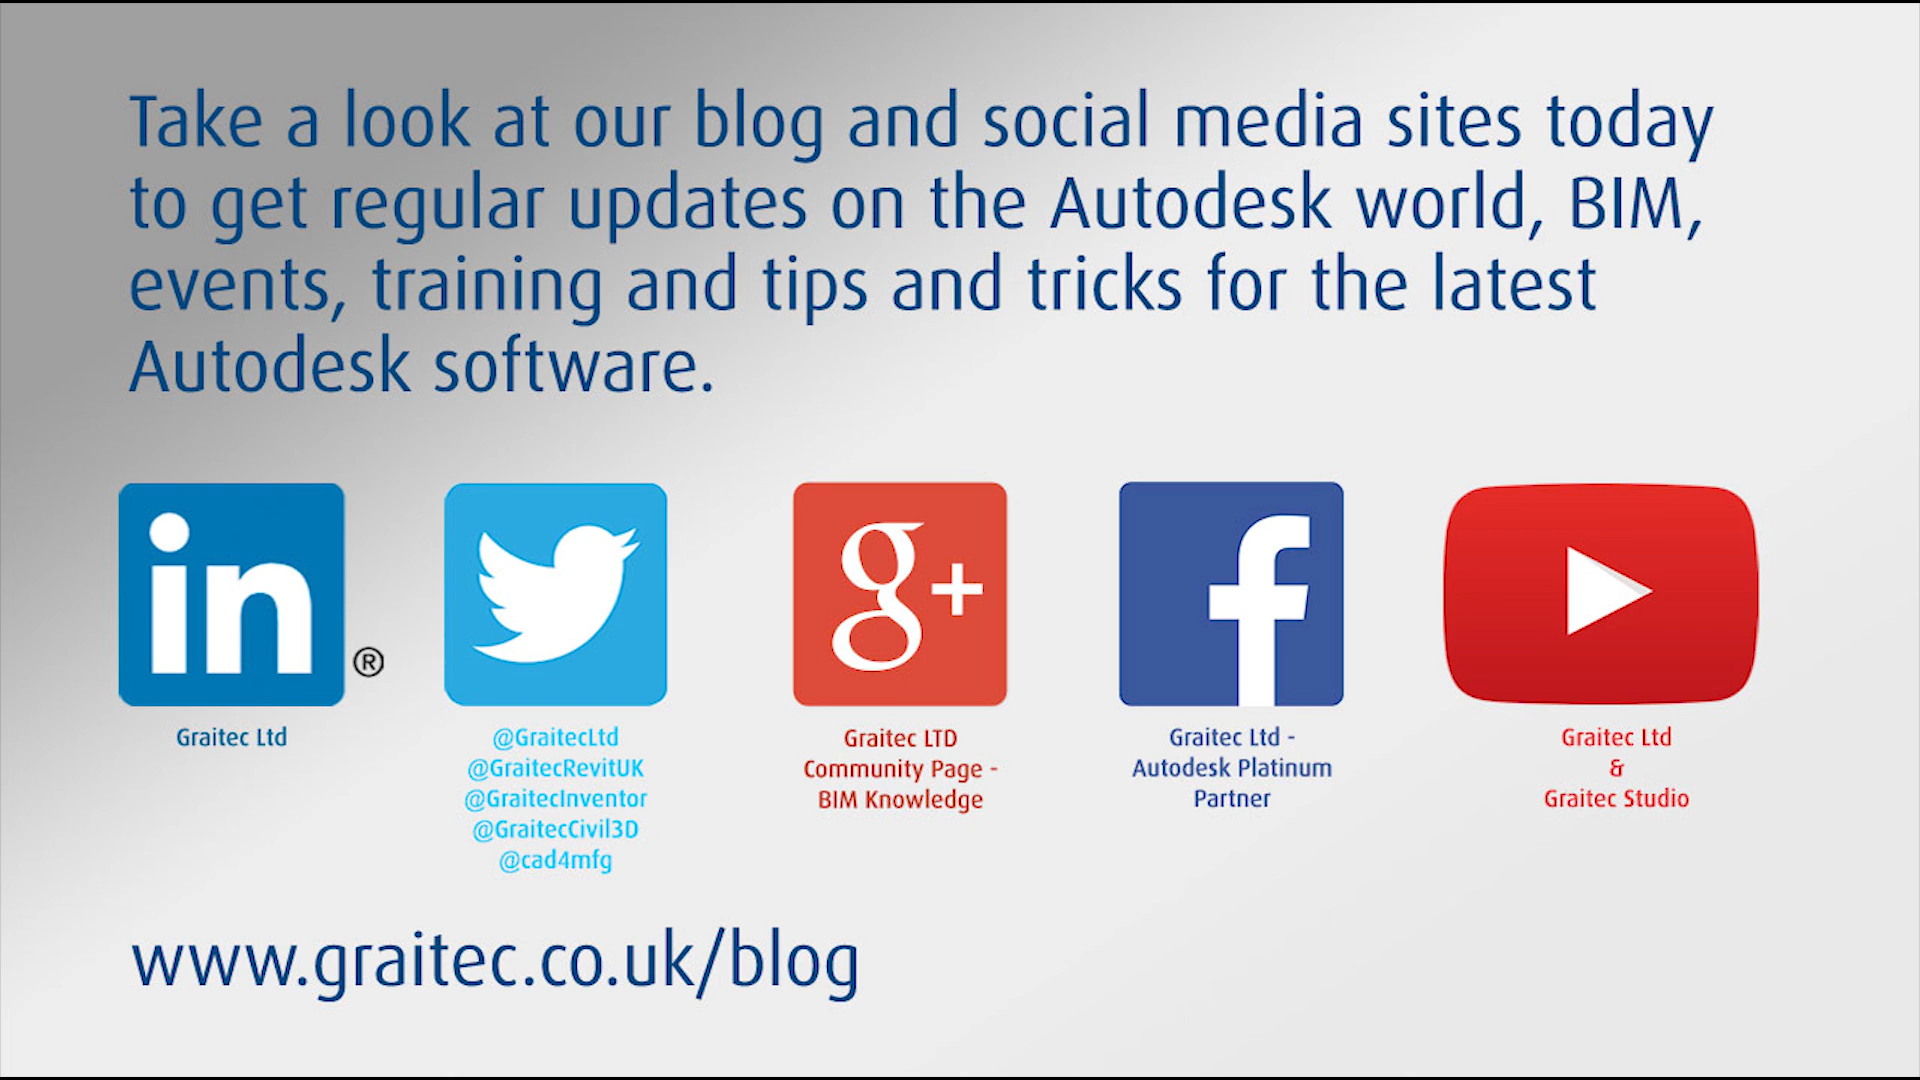 Take a look at our blog and social media sites today
to get regular updates on the Autodesk world, BIM,
events, training and tips and tricks for the latest
Autodesk software.
in ®
g+
f
Graitec Ltd
@GraitecLtd
@GraitecRevitUK
@GraitecInventor
@GraitecCivil3D
@cad4mfg
Graitec LTD
Community Page -
BIM Knowledge
Graitec Ltd -
Autodesk Platinum
Partner
Graitec Ltd
&
Graitec Studio
www.graitec.co.uk/blog